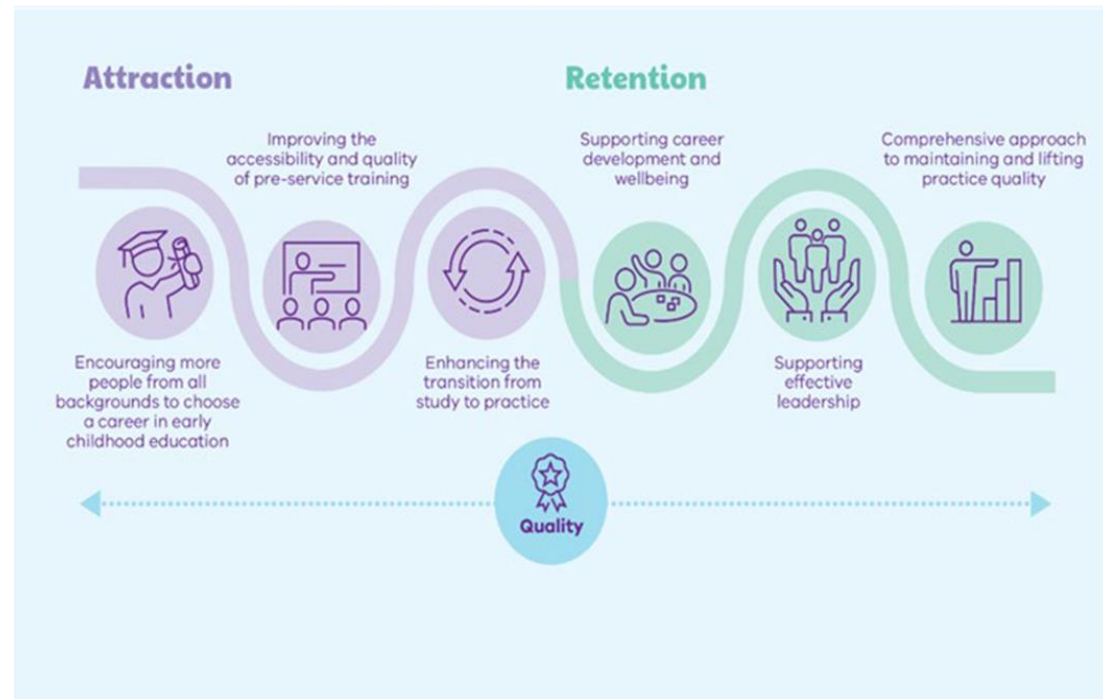 Attraction
Retention
Improving the
accessibility and quality
of pre-service training
Supporting career
development and
wellbeing
Comprehensive approach
to maintaining and lifting
practice quality
Encouraging more
people from all
backgrounds to choose
a career in early
childhood education
Enhancing the
transition from
study to practice
Supporting
effective
leadership
Quality